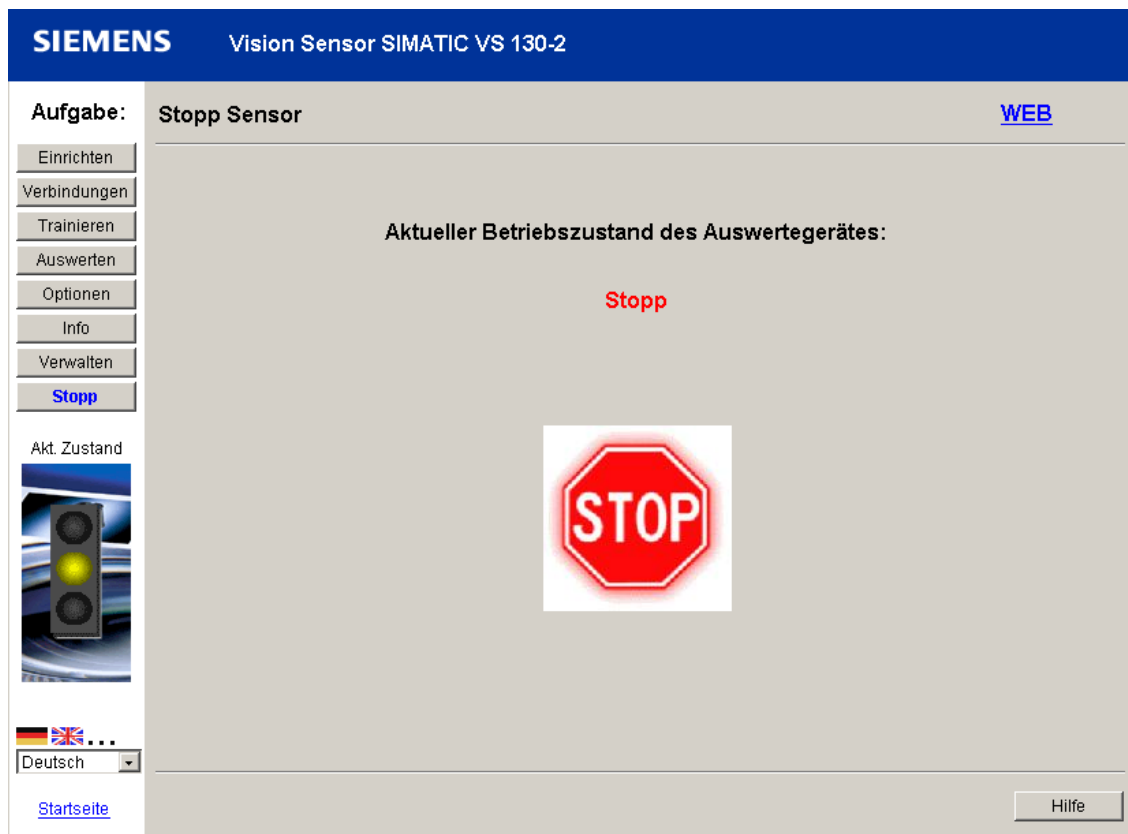 SIEMENS Vision Sensor SIMATIC VS 130-2
Aufgabe:
Stopp Sensor
WEB
Einrichten
Verbindungen
Trainieren
Auswerten
Optionen
Info
Verwalten
Stopp
Aktueller Betriebszustand des Auswertegerätes:
Stopp
STOP
Akt. Zustand
...
Deutsch
Startseite
Hilfe